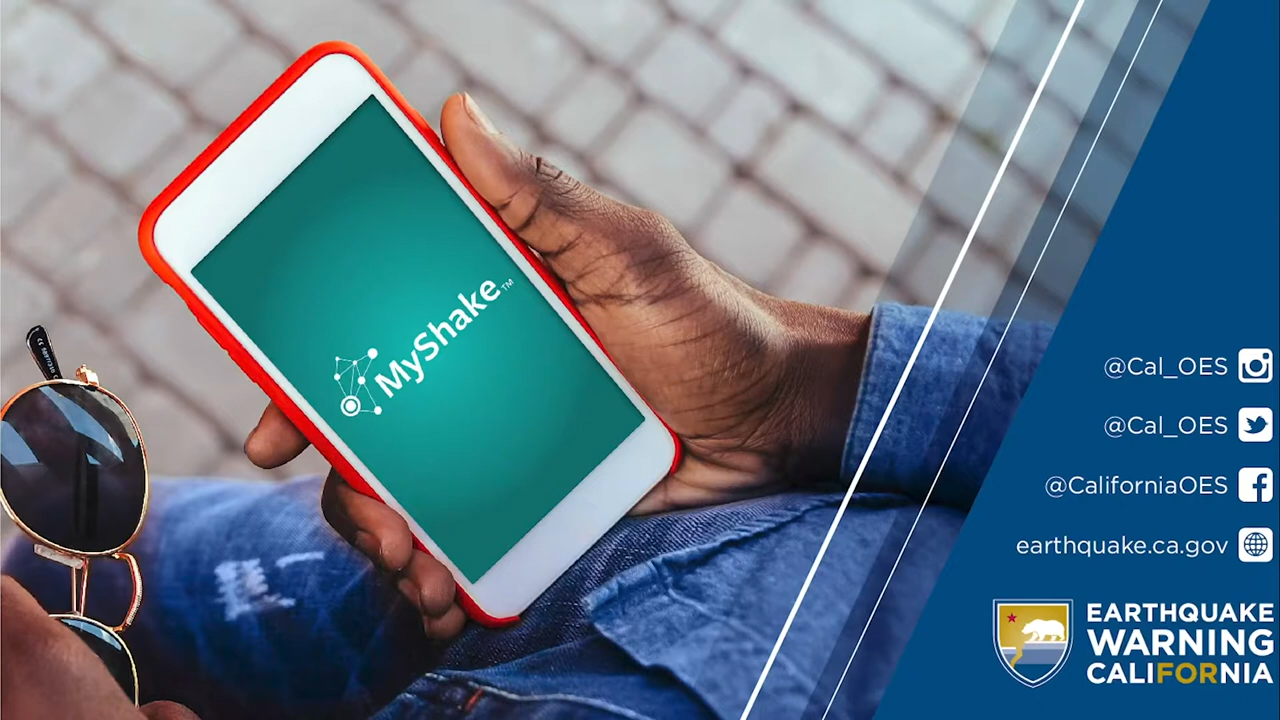 MyShake™
@Cal_OES
@Cal_OES
@CaliforniaOES
earthquake.ca.gov
EARTHQUAKE
WARNING
CALIFORNIA